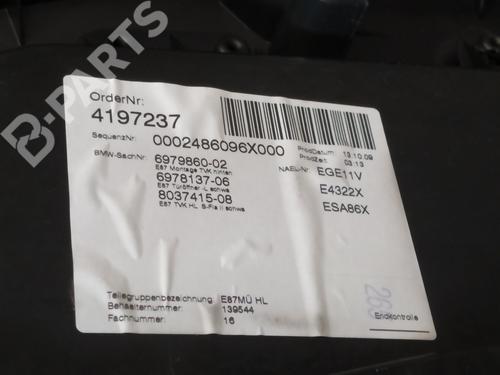 B-PARTS
OrderNr:
4197237
SequenzNr: 0002486096X000
ProdDatum 13.10.09
ProdZeit 03:13
BMW-SachNr 6979860-02 NAEL-Nr EGE11V
E87 Montage TVK hinten
6978137-06 E4322X
E87 Türöffner -L schwa
8037415-08 ESA86X
E87 TVK HL S-Fla II schwa
Teilegruppenbezeichnung E87MÜ HL
Behaelternumer: 139544
Fachnummer: 16
Endkontrolle